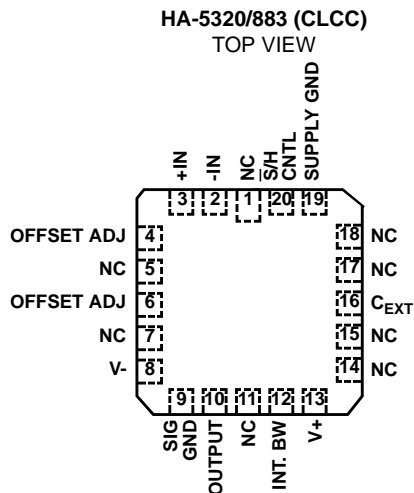 HA-5320/883 (CLCC)
TOP VIEW
+IN
-IN
NC
S̅/H
CNTL
SUPPLY GND
3
2
1
20
19
OFFSET ADJ 4
NC 5
OFFSET ADJ 6
NC 7
V- 8
18 NC
17 NC
16 CEXT
15 NC
14 NC
9
10
11
12
13
SIG
GND
OUTPUT
NC
INT. BW
V+